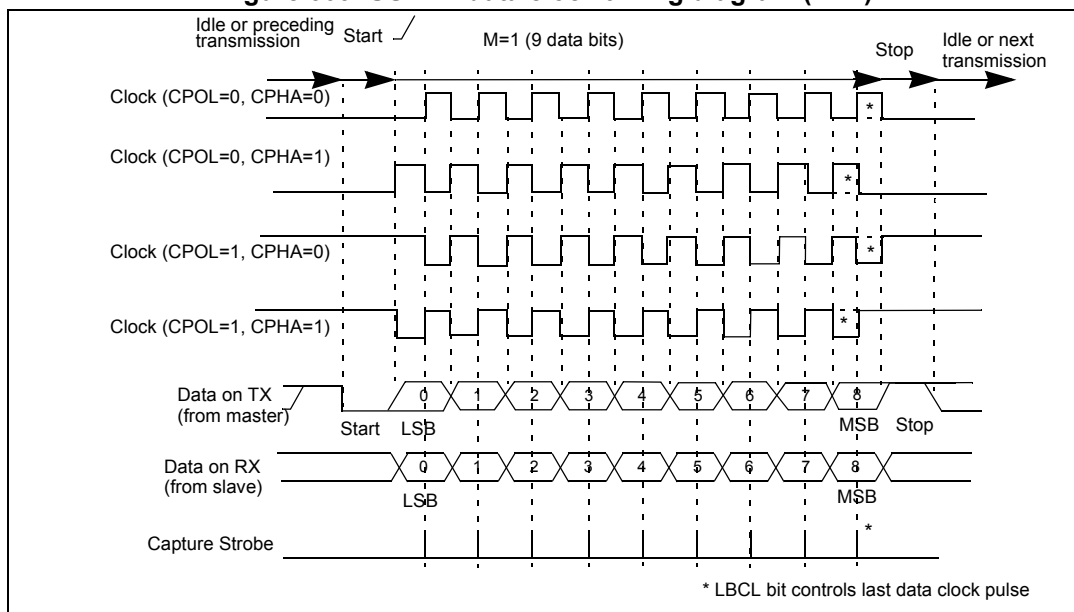 Idle or preceding
transmission
Start
M=1 (9 data bits)
Stop
Idle or next
transmission
Clock (CPOL=0, CPHA=0)
*
Clock (CPOL=0, CPHA=1)
*
Clock (CPOL=1, CPHA=0)
*
Clock (CPOL=1, CPHA=1)
*
Data on TX
(from master)
0 1 2 3 4 5 6 7 8
Start LSB MSB Stop
Data on RX
(from slave)
0 1 2 3 4 5 6 7 8
LSB MSB
Capture Strobe
*
* LBCL bit controls last data clock pulse